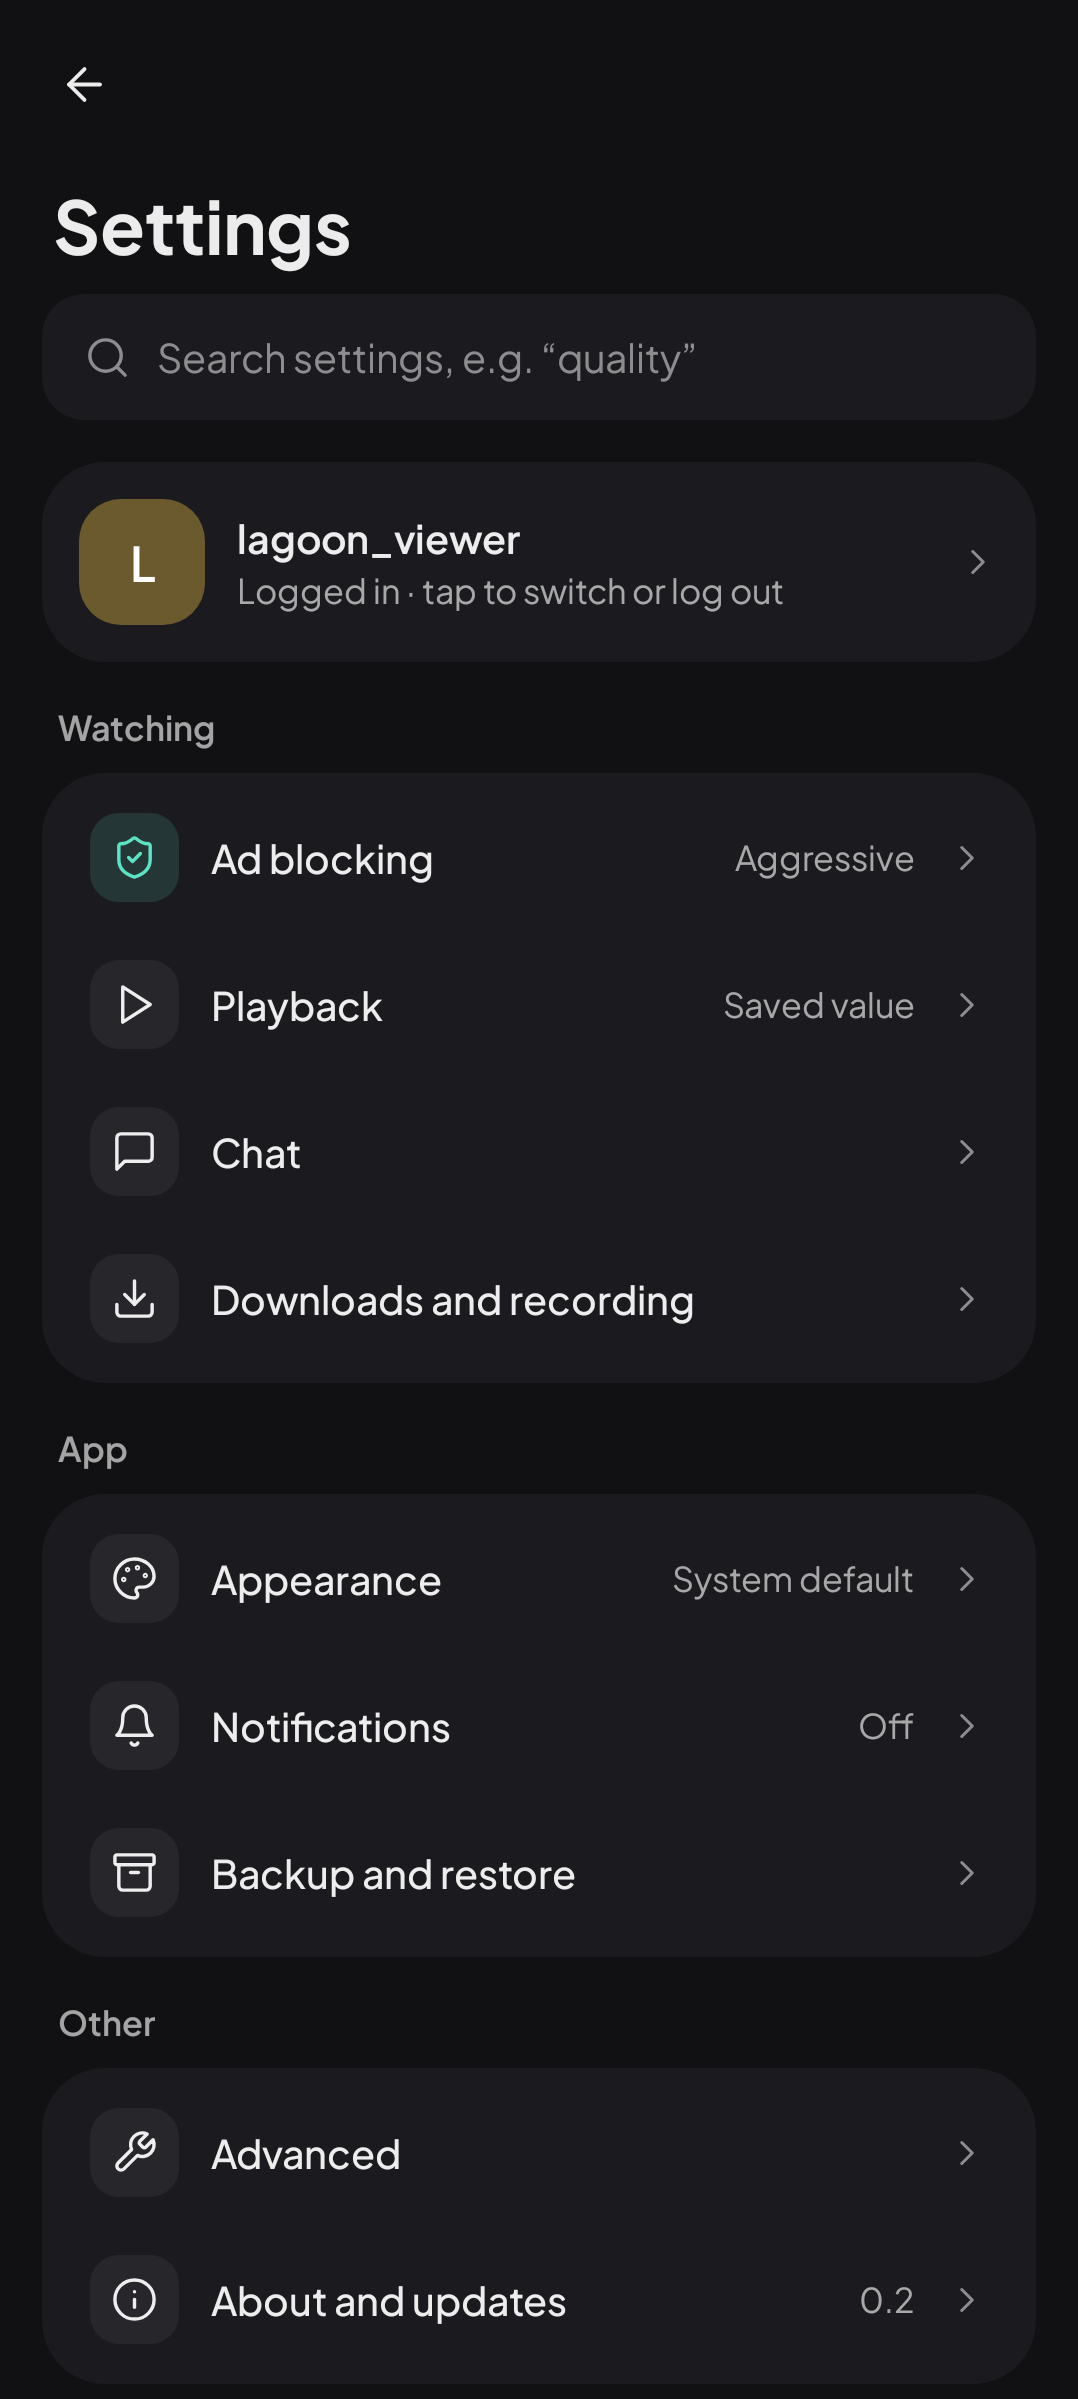 Settings
Search settings, e.g. “quality”
L
lagoon_viewer
Logged in · tap to switch or log out
Watching
Ad blocking
Aggressive
Playback
Saved value
Chat
Downloads and recording
App
Appearance
System default
Notifications
Off
Backup and restore
Other
Advanced
About and updates
0.2